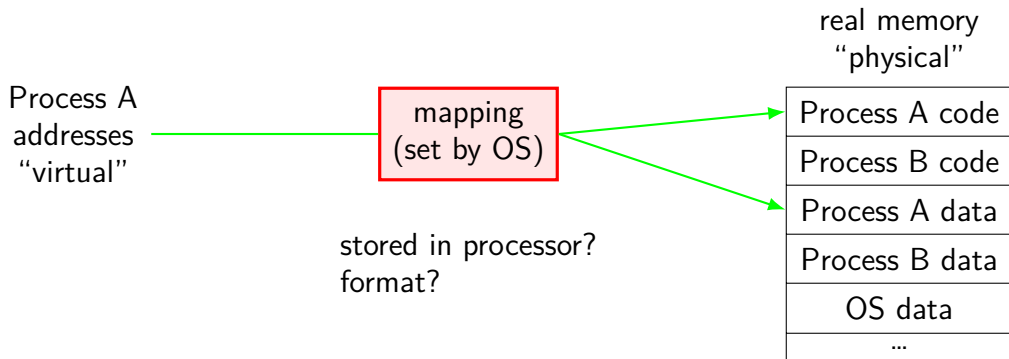 Process A
addresses
“virtual”
mapping
(set by OS)
stored in processor?
format?
real memory
“physical”
Process A code
Process B code
Process A data
Process B data
OS data
...